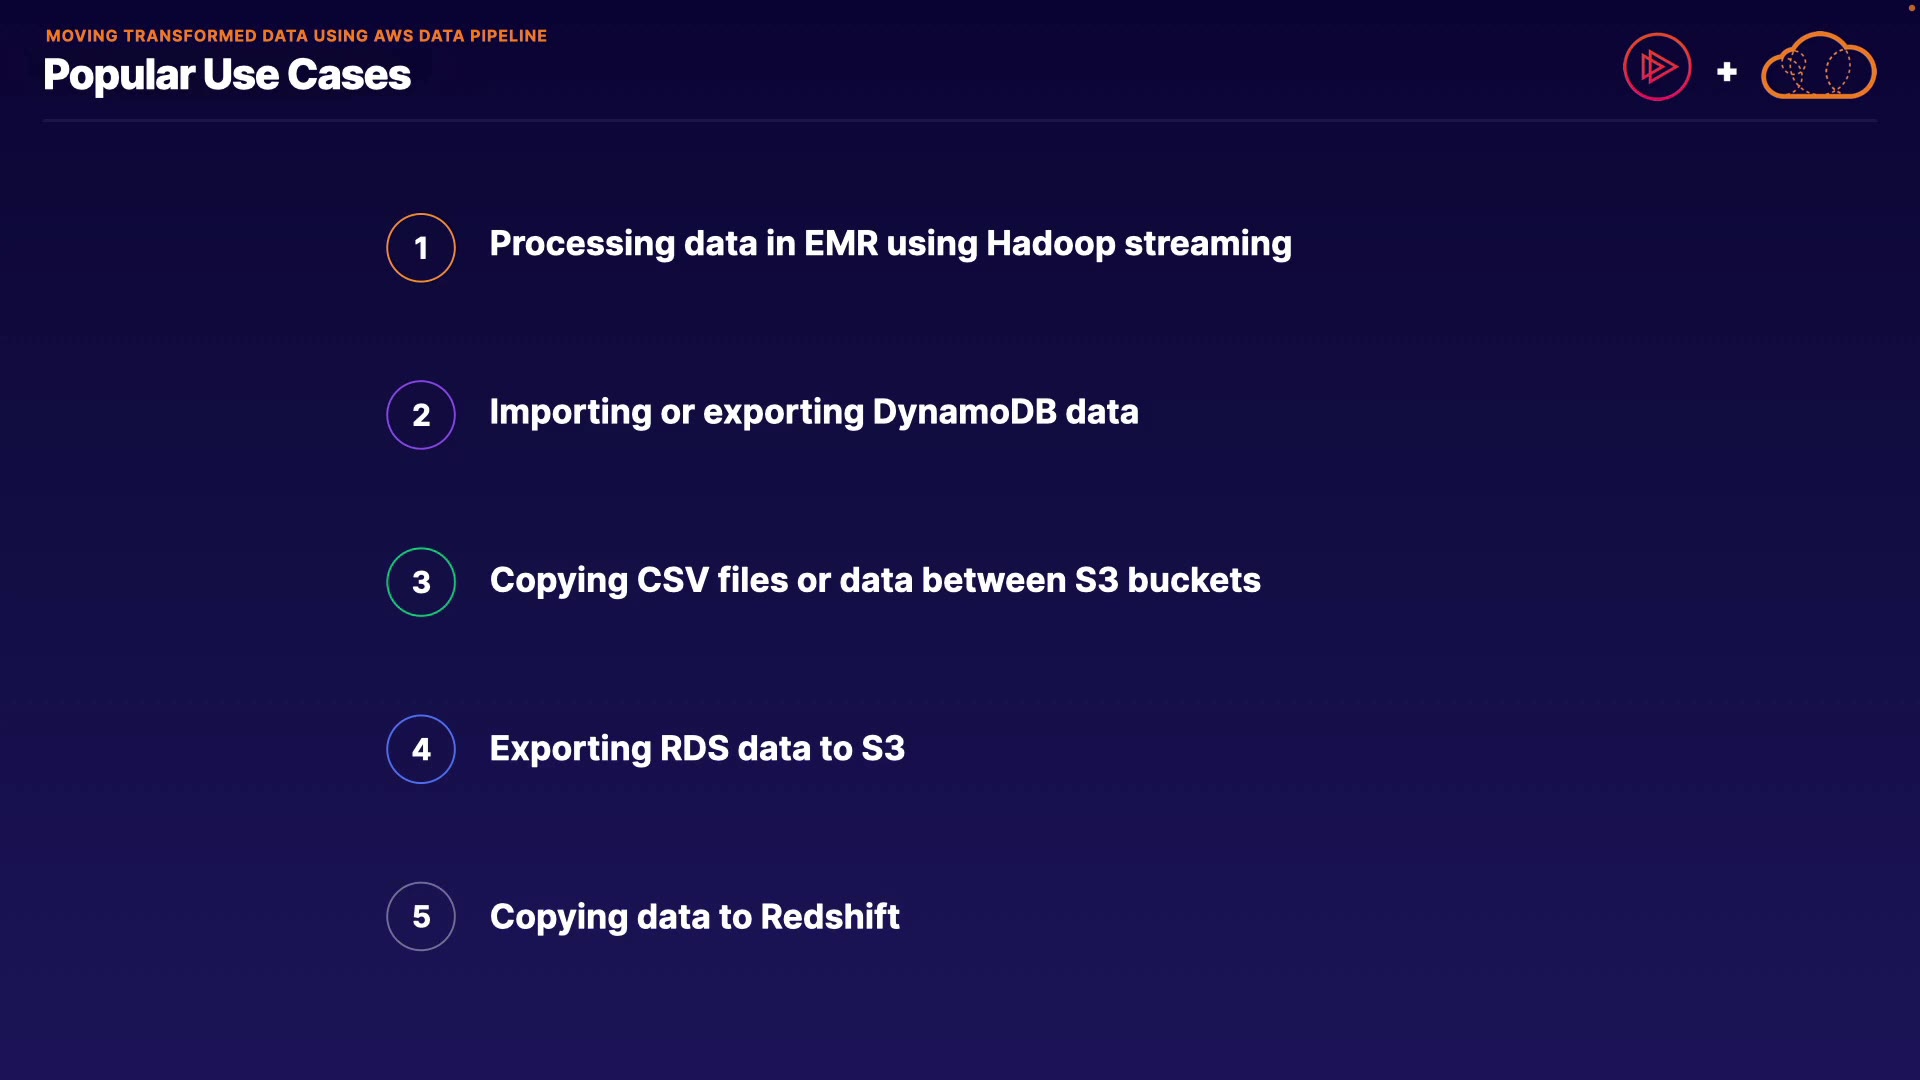 MOVING TRANSFORMED DATA USING AWS DATA PIPELINE
Popular Use Cases
1 Processing data in EMR using Hadoop streaming
2 Importing or exporting DynamoDB data
3 Copying CSV files or data between S3 buckets
4 Exporting RDS data to S3
5 Copying data to Redshift